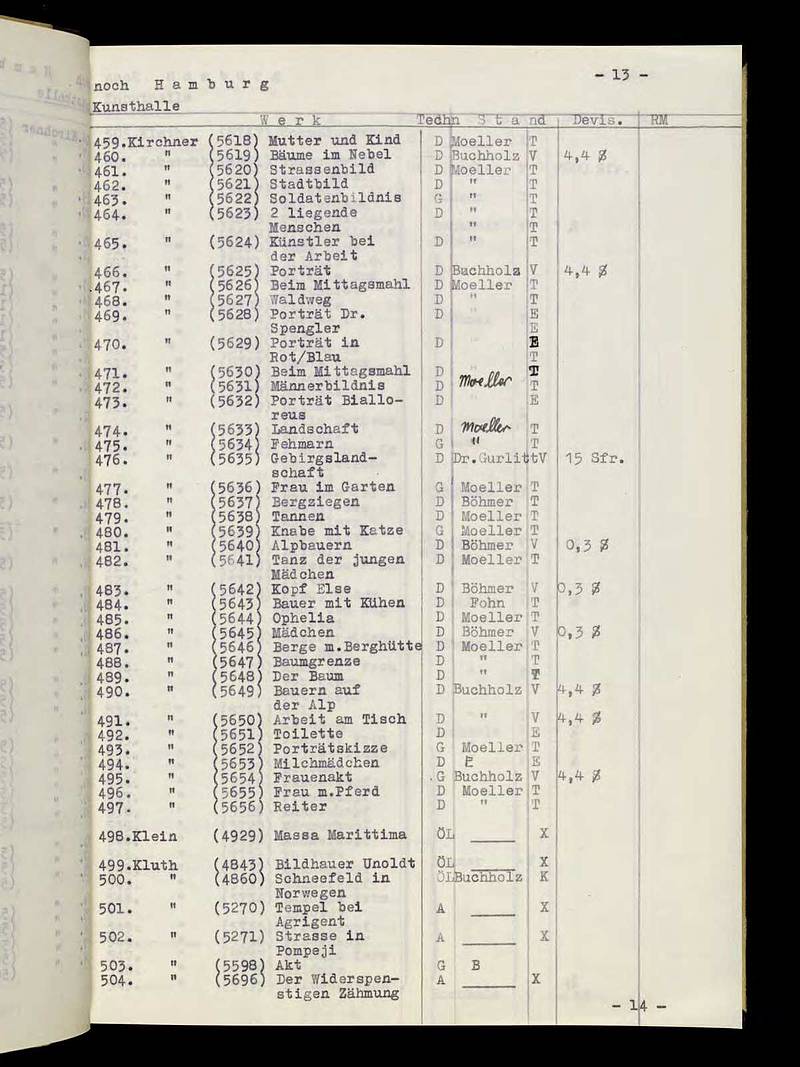 - 13 -
noch H a m b u r g
Kunsthalle
W e r k Techn S t a nd Devis. RM
459.Kirchner (5618) Mutter und Kind D Moeller T
460. " (5619) Bäume im Nebel D Buchholz V 4,4 $
461. " (5620) Strassenbild D Moeller T
462. " (5621) Stadtbild D " T
463. " (5622) Soldatenbildnis G " T
464. " (5623) 2 liegende D " T
Menschen " T
465. " (5624) Künstler bei D " T
der Arbeit
466. " (5625) Porträt D Buchholz V 4,4 $
467. " (5626) Beim Mittagsmahl D Moeller T
468. " (5627) Waldweg D " T
469. " (5628) Porträt Dr. D E
Spengler E
470. " (5629) Porträt in D E
Rot/Blau T
471. " (5630) Beim Mittagsmahl D T
472. " (5631) Männerbildnis D Moeller T
473. " (5632) Porträt Biallo- D E
reus
474. " (5633) Landschaft D Moeller T
475. " (5634) Fehmarn G " T
476. " (5635) Gebirgsland- D Dr.GurlittV 15 Sfr.
schaft
477. " (5636) Frau im Garten G Moeller T
478. " (5637) Bergziegen D Böhmer T
479. " (5638) Tannen D Moeller T
480. " (5639) Knabe mit Katze G Moeller T
481. " (5640) Alpbauern D Böhmer V 0,3 $
482. " (5641) Tanz der jungen D Moeller T
Mädchen
483. " (5642) Kopf Else D Böhmer V 0,3 $
484. " (5643) Bauer mit Kühen D Fohn T
485. " (5644) Ophelia D Moeller T
486. " (5645) Mädchen D Böhmer V 0,3 $
487. " (5646) Berge m.Berghütte D Moeller T
488. " (5647) Baumgrenze D " T
489. " (5648) Der Baum D " T
490. " (5649) Bauern auf D Buchholz V 4,4 $
der Alp
491. " (5650) Arbeit am Tisch D " V 4,4 $
492. " (5651) Toilette D E
493. " (5652) Porträtskizze G Moeller T
494. " (5653) Milchmädchen D E E
495. " (5654) Frauenakt .G Buchholz V 4,4 $
496. " (5655) Frau m.Pferd D Moeller T
497. " (5656) Reiter D " T
498.Klein (4929) Massa Marittima ÖL ____ X
499.Kluth (4843) Bildhauer Unoldt ÖL ____ X
500. " (4860) Schneefeld in ÖLBuchholz K
Norwegen
501. " (5270) Tempel bei A ____ X
Agrigent
502. " (5271) Strasse in A ____ X
Pompeji
503. " (5598) Akt G B
504. " (5696) Der Widerspen- A ____ X
stigen Zähmung
- 14 -